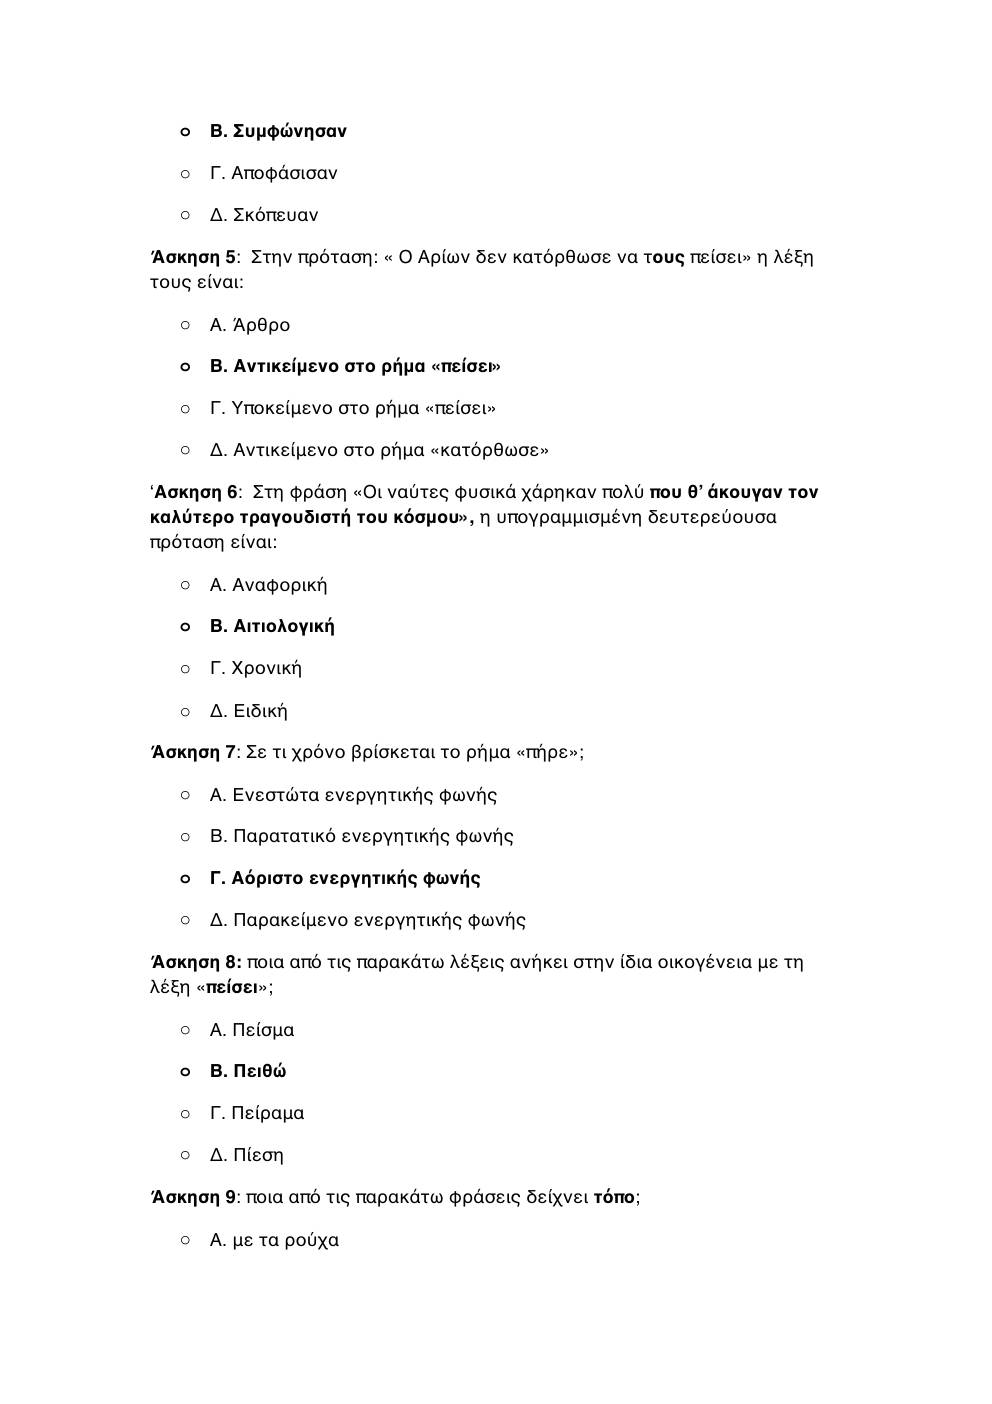 o Β. Συμφώνησαν
o Γ. Αποφάσισαν
o Δ. Σκόπευαν
Άσκηση 5: Στην πρόταση: « Ο Αρίων δεν κατόρθωσε να τους πείσει» η λέξη
τους είναι:
o Α. Άρθρο
o Β. Αντικείμενο στο ρήμα «πείσει»
o Γ. Υποκείμενο στο ρήμα «πείσει»
o Δ. Αντικείμενο στο ρήμα «κατόρθωσε»
‘Ασκηση 6: Στη φράση «Οι ναύτες φυσικά χάρηκαν πολύ που θ’ άκουγαν τον
καλύτερο τραγουδιστή του κόσμου», η υπογραμμισμένη δευτερεύουσα
πρόταση είναι:
o Α. Αναφορική
o Β. Αιτιολογική
o Γ. Χρονική
o Δ. Ειδική
Άσκηση 7: Σε τι χρόνο βρίσκεται το ρήμα «πήρε»;
o Α. Ενεστώτα ενεργητικής φωνής
o Β. Παρατατικό ενεργητικής φωνής
o Γ. Αόριστο ενεργητικής φωνής
o Δ. Παρακείμενο ενεργητικής φωνής
Άσκηση 8: ποια από τις παρακάτω λέξεις ανήκει στην ίδια οικογένεια με τη
λέξη «πείσει»;
o Α. Πείσμα
o Β. Πειθώ
o Γ. Πείραμα
o Δ. Πίεση
Άσκηση 9: ποια από τις παρακάτω φράσεις δείχνει τόπο;
o Α. με τα ρούχα